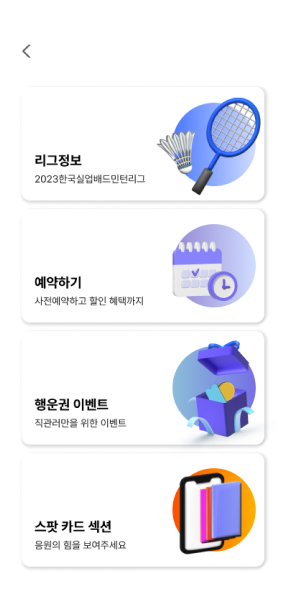 리그정보
2023한국실업배드민턴리그
예약하기
사전예약하고 할인 혜택까지
행운권 이벤트
직관러만을 위한 이벤트
스팟 카드 섹션
응원의 힘을 보여주세요